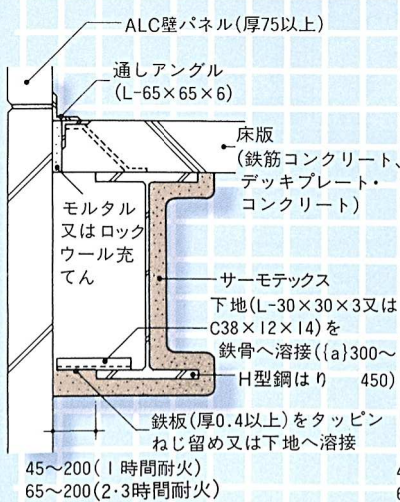 ALC壁パネル(厚75以上)
通しアングル
(L-65×65×6)
床版
(鉄筋コンクリート、
デッキプレート・
コンクリート)
モルタル
又はロック
ウール充
てん
サーモテックス
下地(L-30×30×3又は
C38×12×14)を
鉄骨へ溶接({a}300〜
450)
H型鋼はり
鉄板(厚0.4以上)をタッピン
ねじ留め又は下地へ溶接
45〜200(1時間耐火)
65〜200(2・3時間耐火)